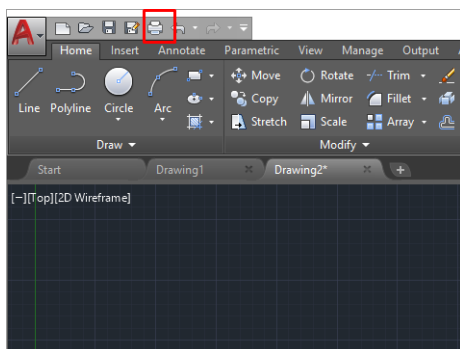 A
Home Insert Annotate Parametric View Manage Output
Line Polyline Circle Arc
Move Rotate Trim
Copy Mirror Fillet
Stretch Scale Array
Draw Modify
Start Drawing1 Drawing2*
[−][Top][2D Wireframe]